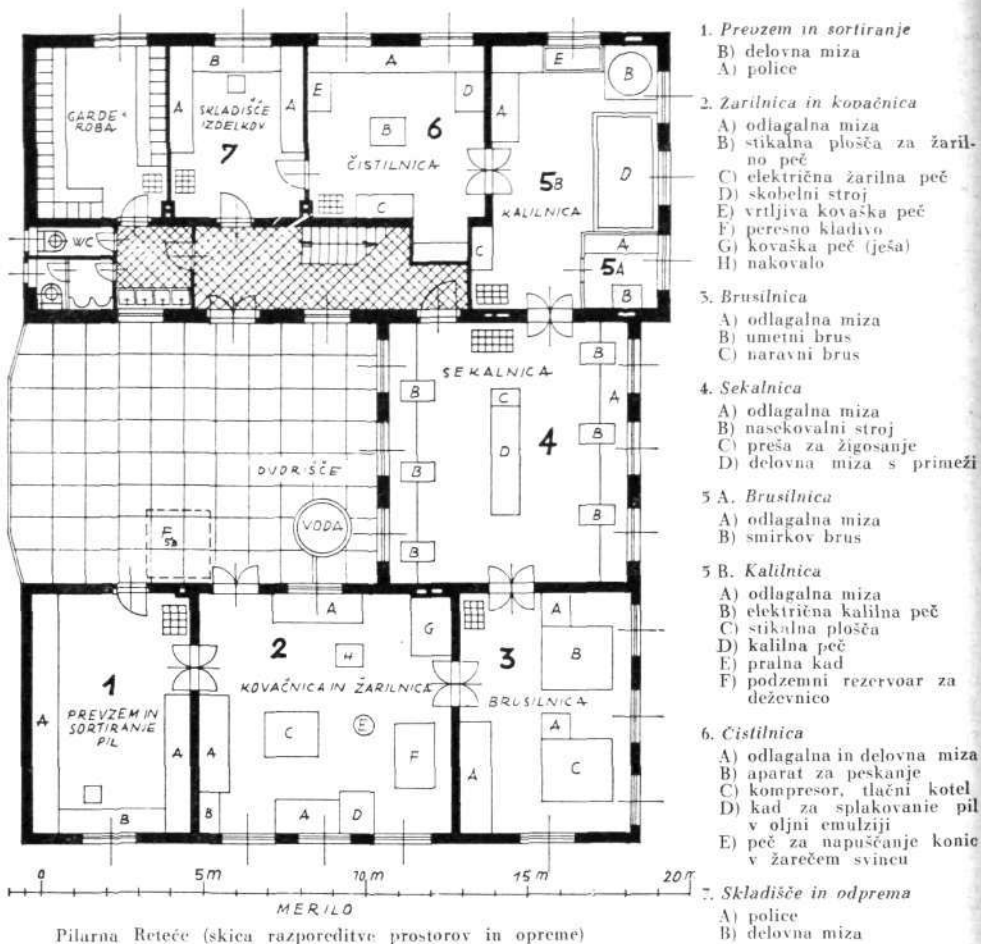 GARDE-
ROBA
B
A
SKLADIŠČE
IZDELKOV
A
7
A
E
D
B
6
ČISTILNICA
C
E
B
A
D
5B
KALILNICA
C
A
5A
B
WC
DVORIŠČE
F
5B
VODA
SEKALNICA
B
B
B
B
B
B
C
D
A
4
1
PREVZEM IN
SORTIRANJE
PIL
A
A
B
2
KOVAČNICA IN ŽARILNICA
A
G
H
C
E
F
A
B
A
D
3
BRUSILNICA
A
B
A
C
A
0 5m 10m 15m 20m
MERILO
Pilarna Reteče (skica razporeditve prostorov in opreme)
1. Prevzem in sortiranje
B) delovna miza
A) police
2. Žarilnica in kovačnica
A) odlagalna miza
B) stikalna plošča za žaril-
no peč
C) električna žarilna peč
D) skobelni stroj
E) vrtljiva kovaška peč
F) peresno kladivo
G) kovaška peč (ješa)
H) nakovalo
3. Brusilnica
A) odlagalna miza
B) umetni brus
C) naravni brus
4. Sekalnica
A) odlagalna miza
B) nasekovalni stroj
C) preša za žigosanje
D) delovna miza s primeži
5 A. Brusilnica
A) odlagalna miza
B) smirkov brus
5 B. Kalilnica
A) odlagalna miza
B) električna kalilna peč
C) stikalna plošča
D) kalilna peč
E) pralna kad
F) podzemni rezervoar za
deževnico
6. Čistilnica
A) odlagalna in delovna miza
B) aparat za peskanje
C) kompresor, tlačni kotel
D) kad za splakovanje pil
v oljni emulziji
E) peč za napuščanje konic
v žarečem svincu
7. Skladišče in odprema
A) police
B) delovna miza